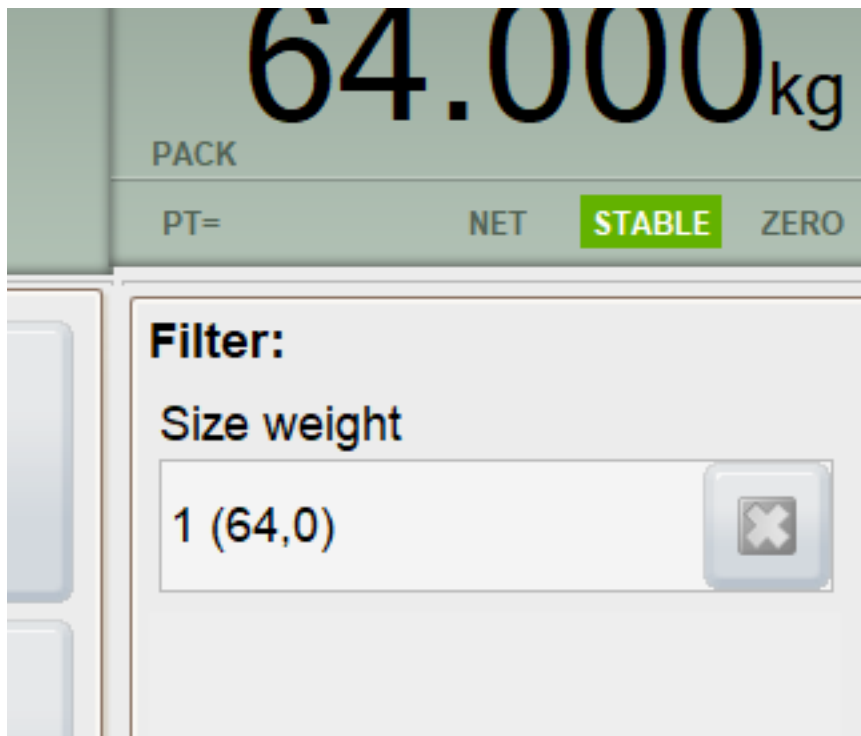 64.000kg
PACK
PT= NET STABLE ZERO
Filter:
Size weight
1 (64,0)